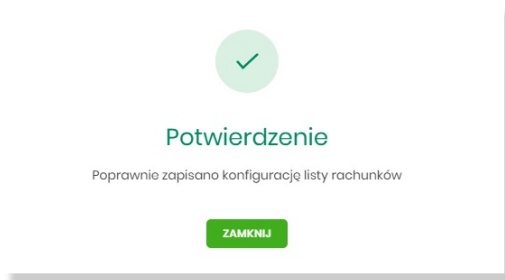 Potwierdzenie
Poprawnie zapisano konfigurację listy rachunków
ZAMKNIJ